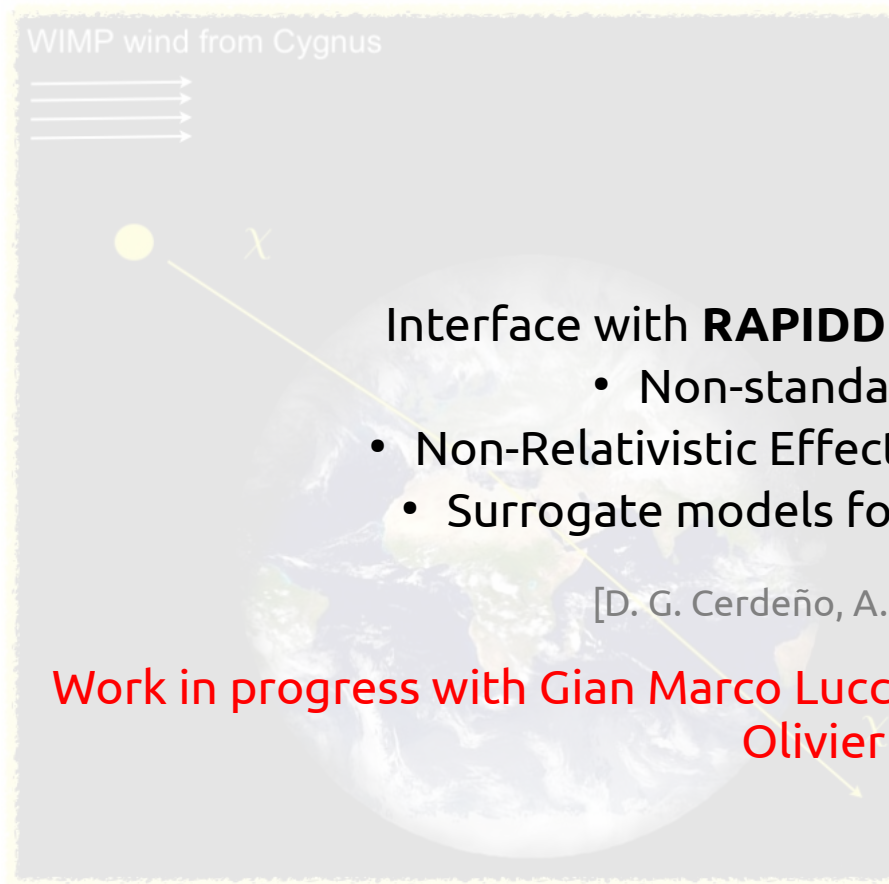 WIMP wind from Cygnus
χ
Interface with RAPIDD
• Non-standa
• Non-Relativistic Effect
• Surrogate models fo
[D. G. Cerdeño, A.
Work in progress with Gian Marco Lucc
Olivier